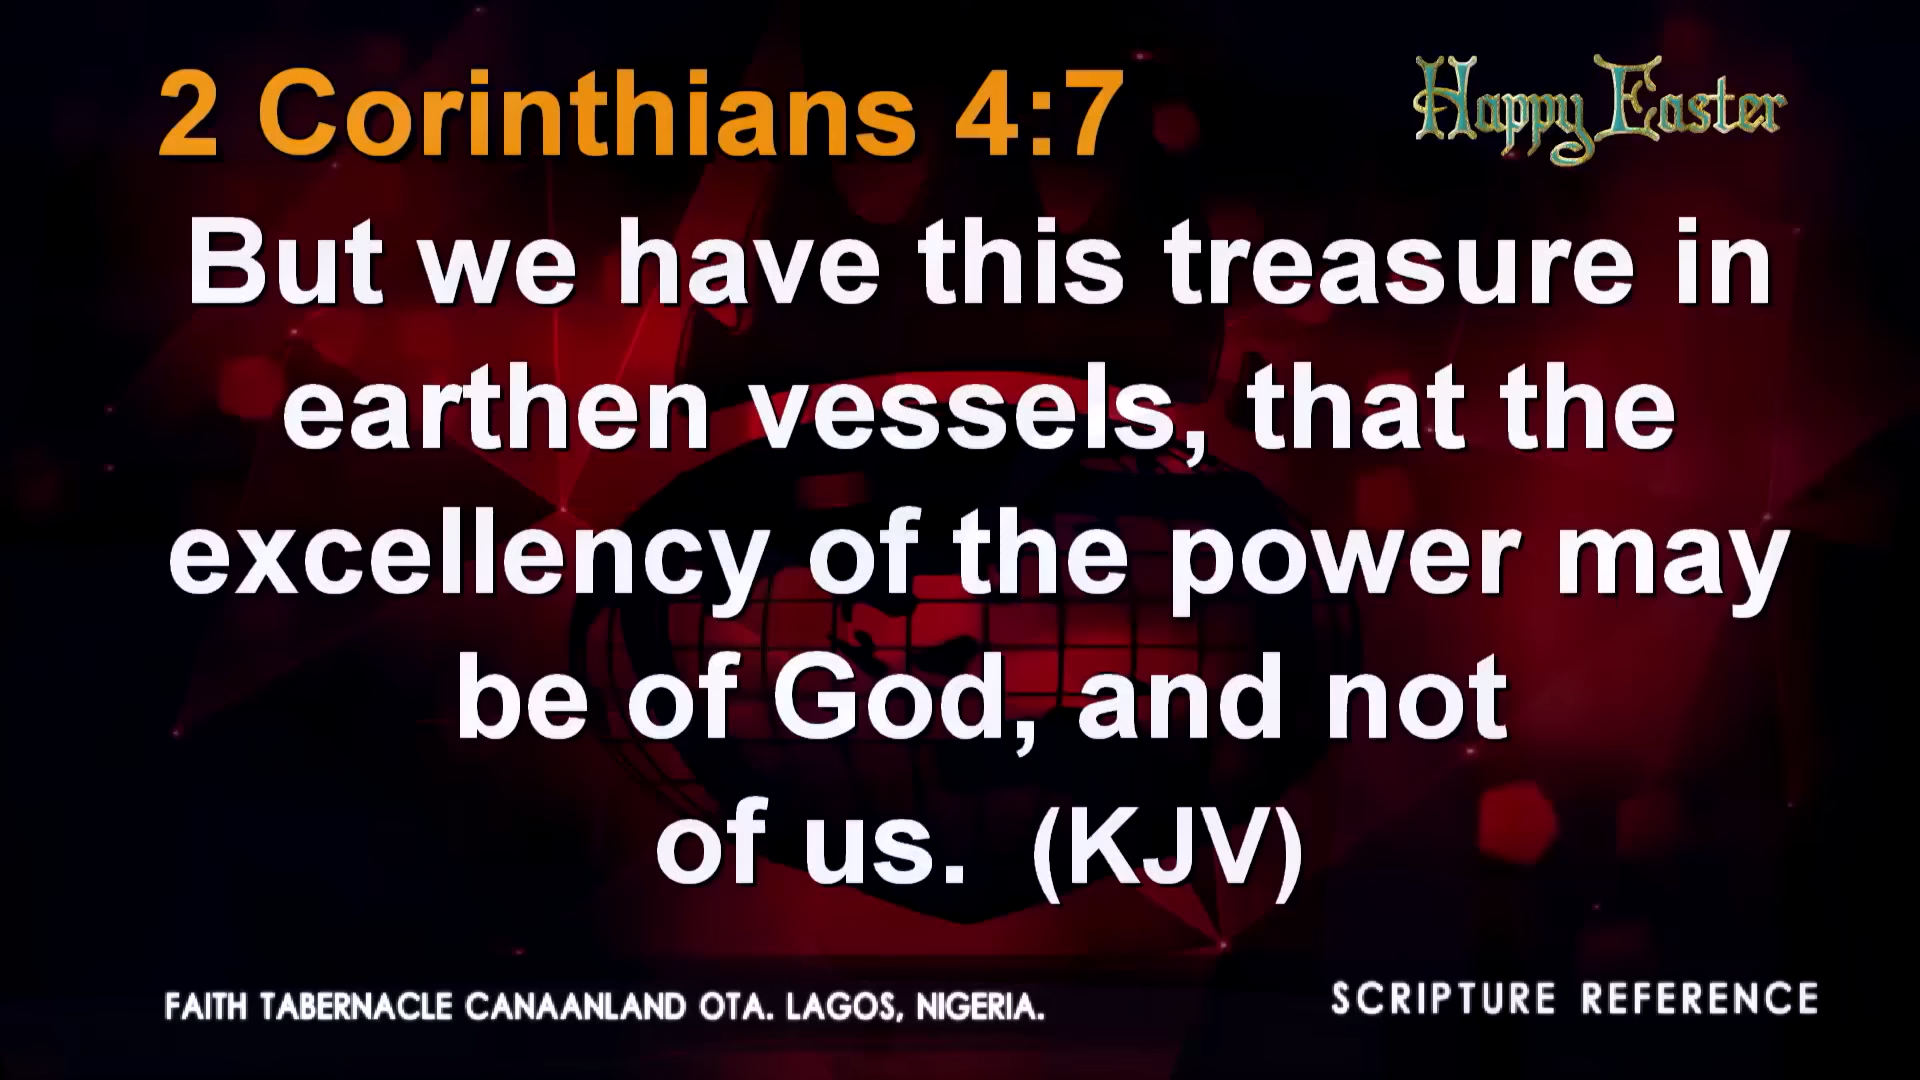 2 Corinthians 4:7
Happy Easter
But we have this treasure in
earthen vessels, that the
excellency of the power may
be of God, and not
of us.  (KJV)
FAITH TABERNACLE CANAANLAND OTA. LAGOS, NIGERIA.
SCRIPTURE REFERENCE